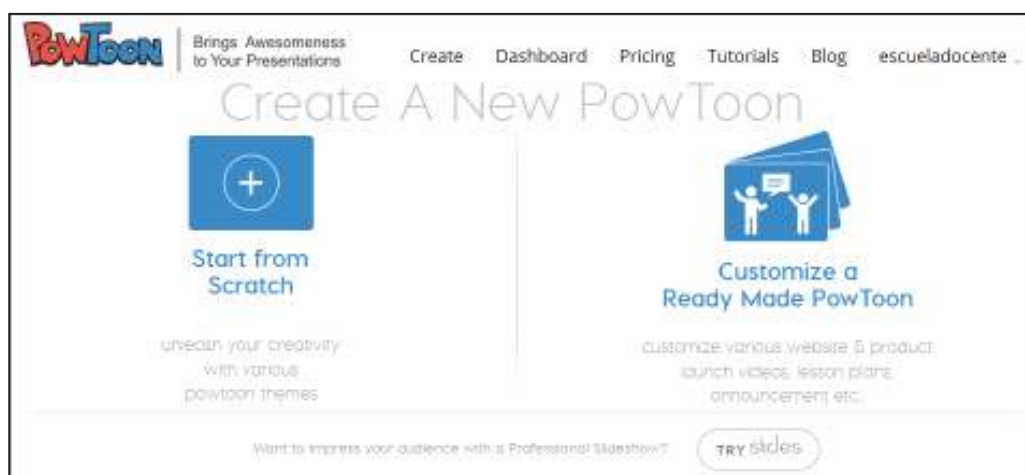 PowToon
Brings Awesomeness
to Your Presentations
Create Dashboard Pricing Tutorials Blog escueladocente
Create A New PowToon
Start from
Scratch
unleash your creativity
with various
powtoon themes
Customize a
Ready Made PowToon
customize various website & product
launch videos, lesson plans,
announcement etc.
Want to impress your audience with a Professional Slideshow?
TRY slides